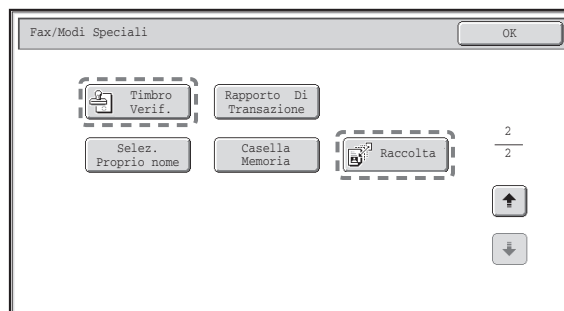 Fax/Modi Speciali
OK
Timbro
Verif.
Rapporto Di
Transazione
Selez.
Proprio nome
Casella
Memoria
Raccolta
2
2